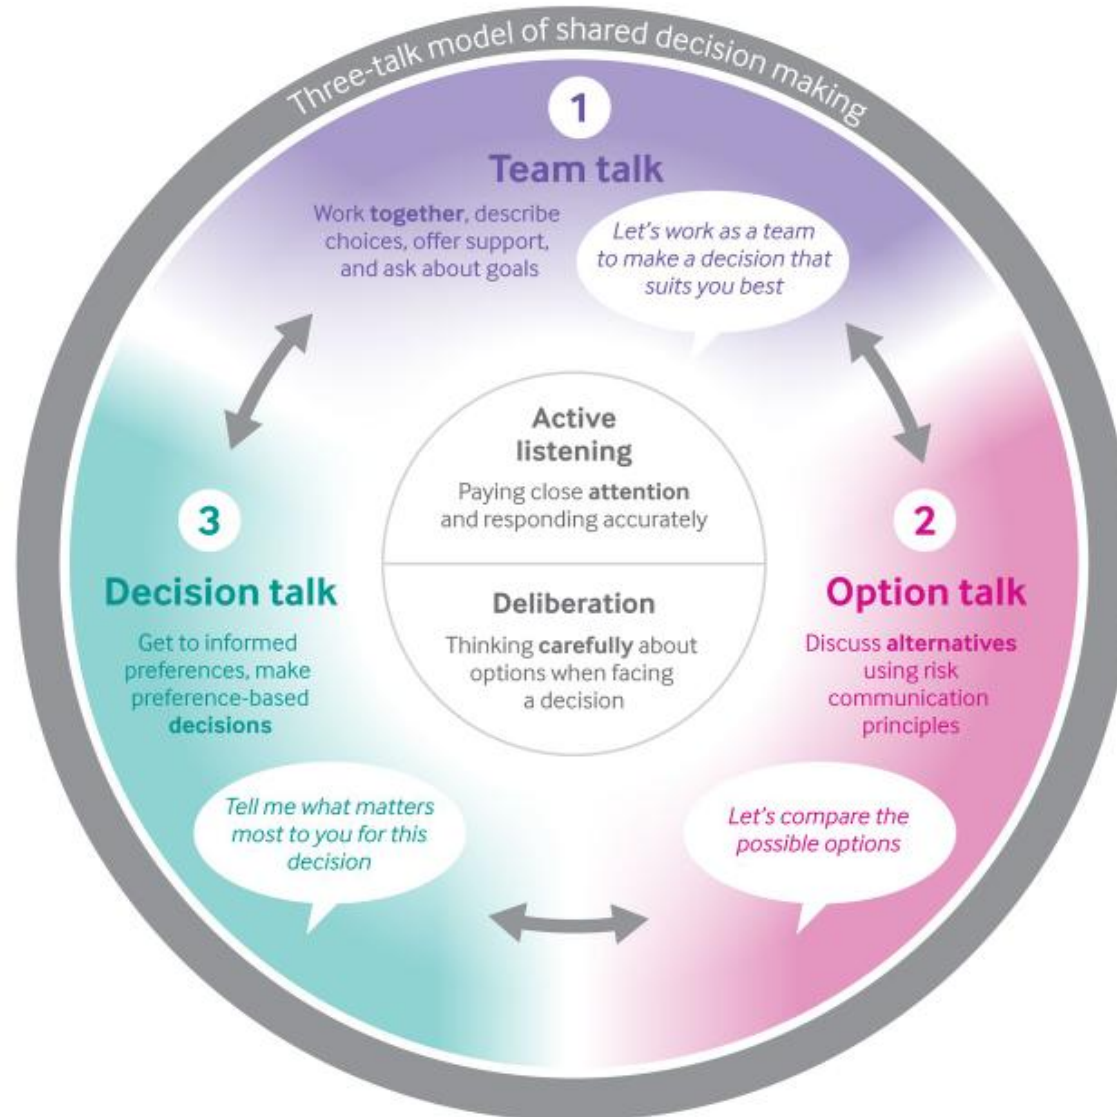 Three-talk model of shared decision making
1
Team talk
Work together, describe
choices, offer support,
and ask about goals
Let's work as a team
to make a decision that
suits you best
Active
listening
Paying close attention
and responding accurately
Deliberation
Thinking carefully about
options when facing
a decision
2
Option talk
Discuss alternatives
using risk
communication
principles
Let's compare the
possible options
3
Decision talk
Get to informed
preferences, make
preference-based
decisions
Tell me what matters
most to you for this
decision